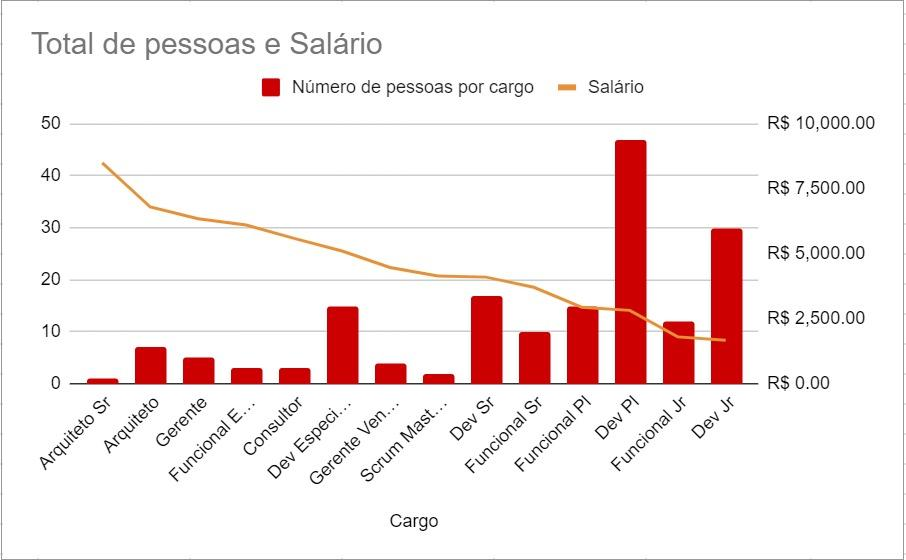 Total de pessoas e Salário
Número de pessoas por cargo
Salário
50
40
30
20
10
0
R$ 10,000.00
R$ 7,500.00
R$ 5,000.00
R$ 2,500.00
R$ 0.00
Arquiteto Sr
Arquiteto
Gerente
Funcional E…
Consultor
Dev Especi…
Gerente Ven…
Scrum Mast…
Dev Sr
Funcional Sr
Funcional Pl
Dev Pl
Funcional Jr
Dev Jr
Cargo